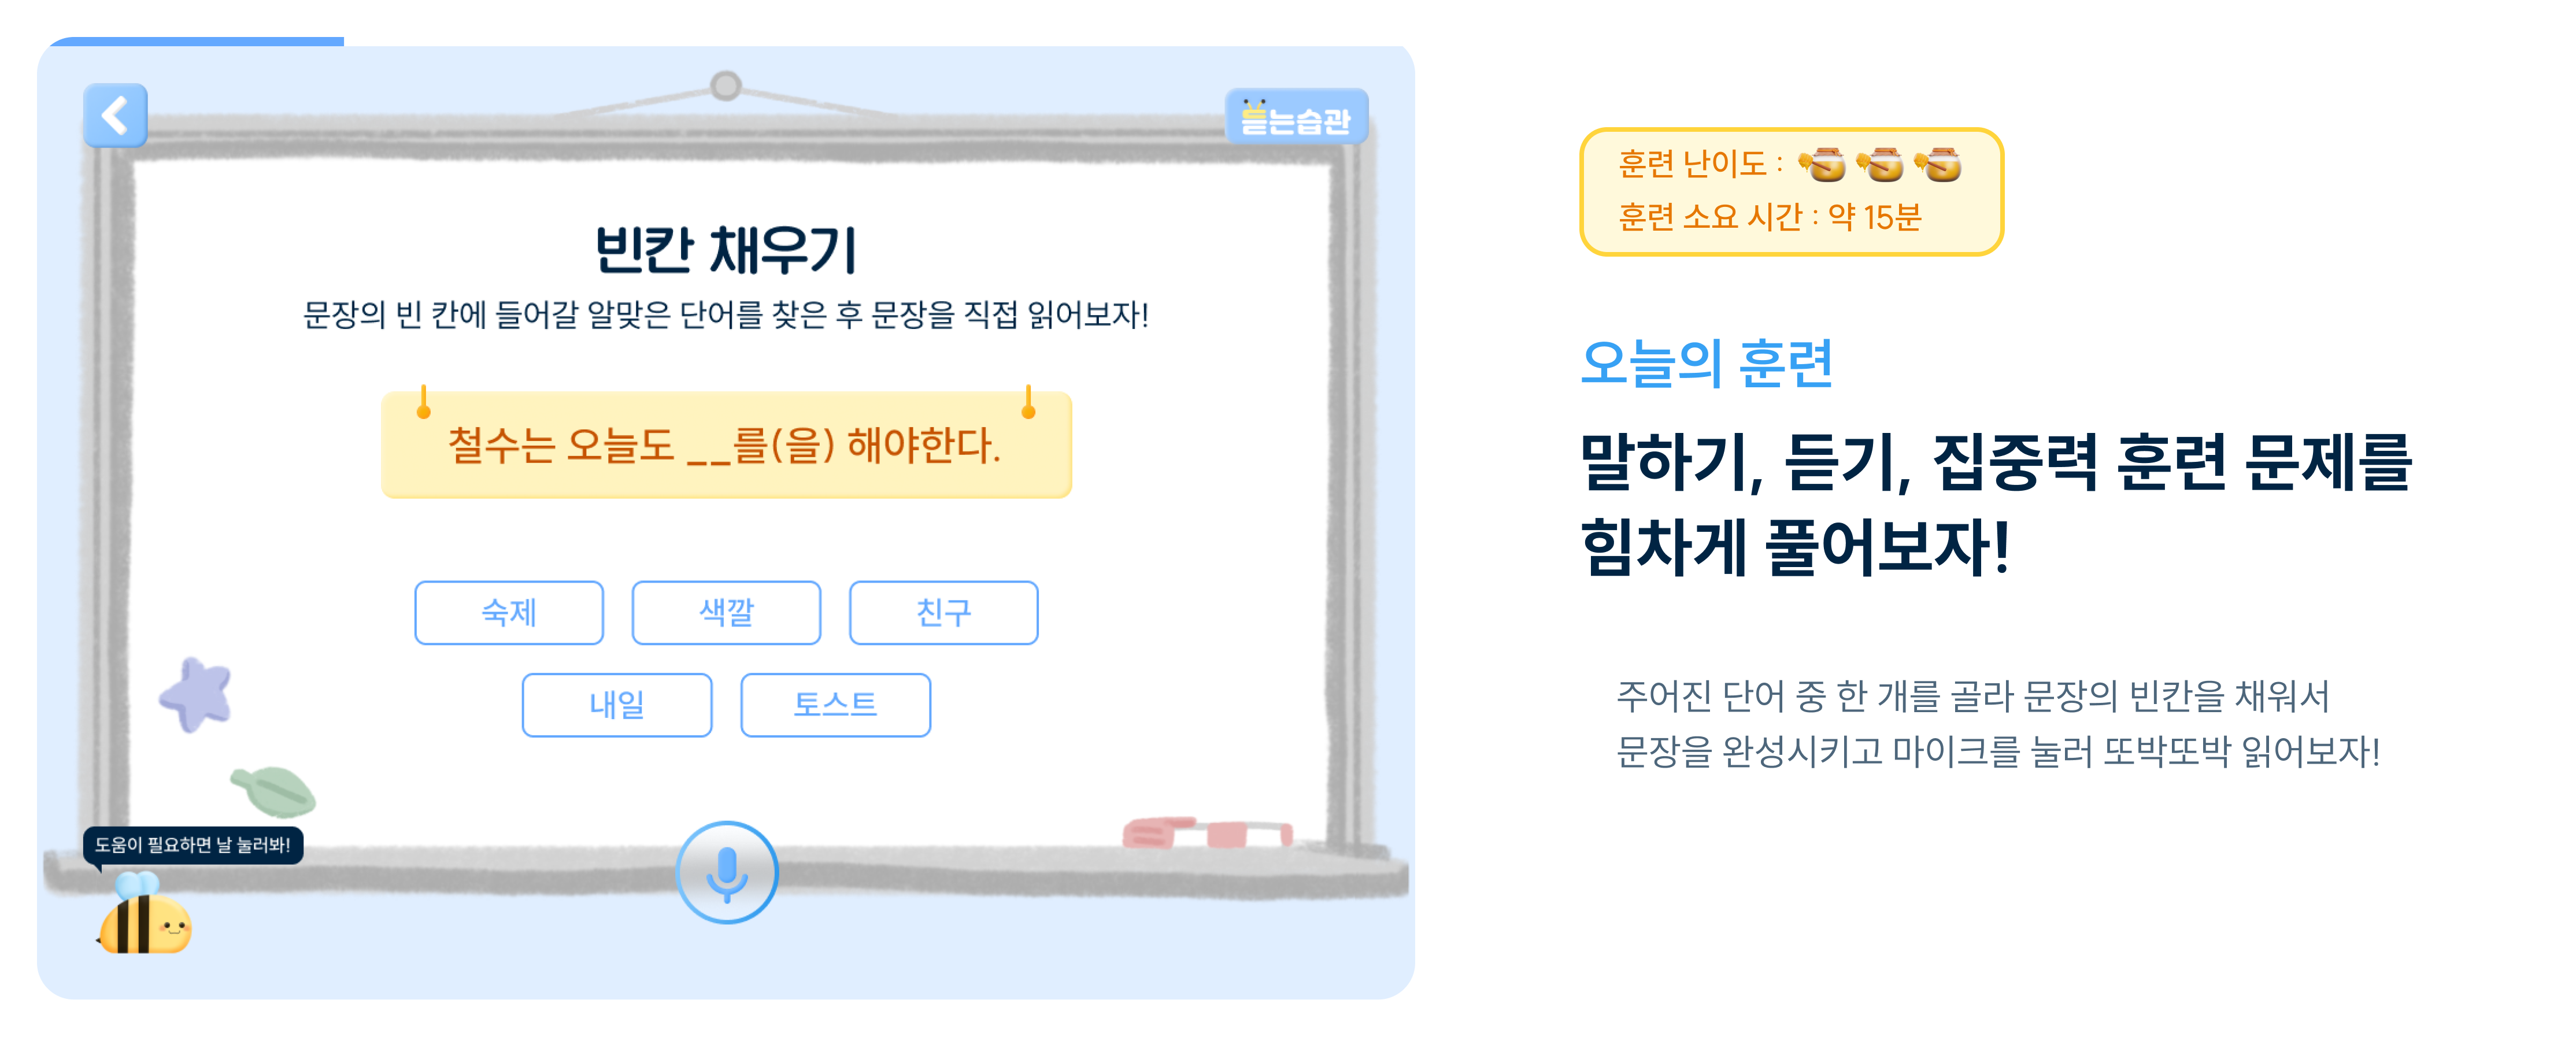 듣는습관
빈칸 채우기
문장의 빈 칸에 들어갈 알맞은 단어를 찾은 후 문장을 직접 읽어보자!
철수는 오늘도 __를(을) 해야한다.
숙제
색깔
친구
내일
토스트
도움이 필요하면 날 눌러봐!
훈련 난이도 :
훈련 소요 시간 : 약 15분
오늘의 훈련
말하기, 듣기, 집중력 훈련 문제를
힘차게 풀어보자!
주어진 단어 중 한 개를 골라 문장의 빈칸을 채워서
문장을 완성시키고 마이크를 눌러 또박또박 읽어보자!